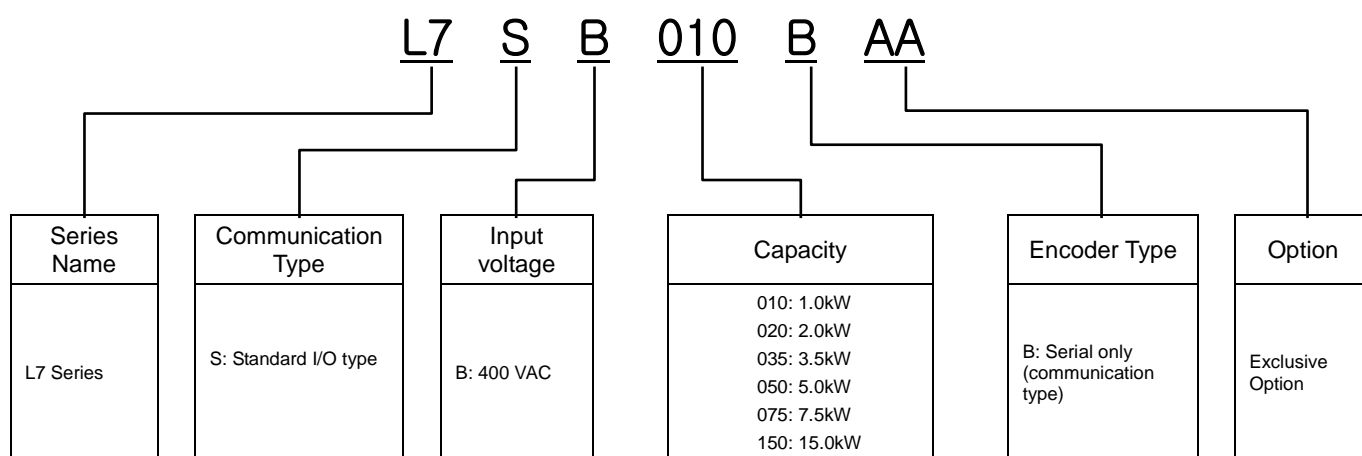 L7 S B 010 B AA
Series
Name
L7 Series
Communication
Type
S: Standard I/O type
Input
voltage
B: 400 VAC
Capacity
010: 1.0kW
020: 2.0kW
035: 3.5kW
050: 5.0kW
075: 7.5kW
150: 15.0kW
Encoder Type
B: Serial only
(communication
type)
Option
Exclusive
Option